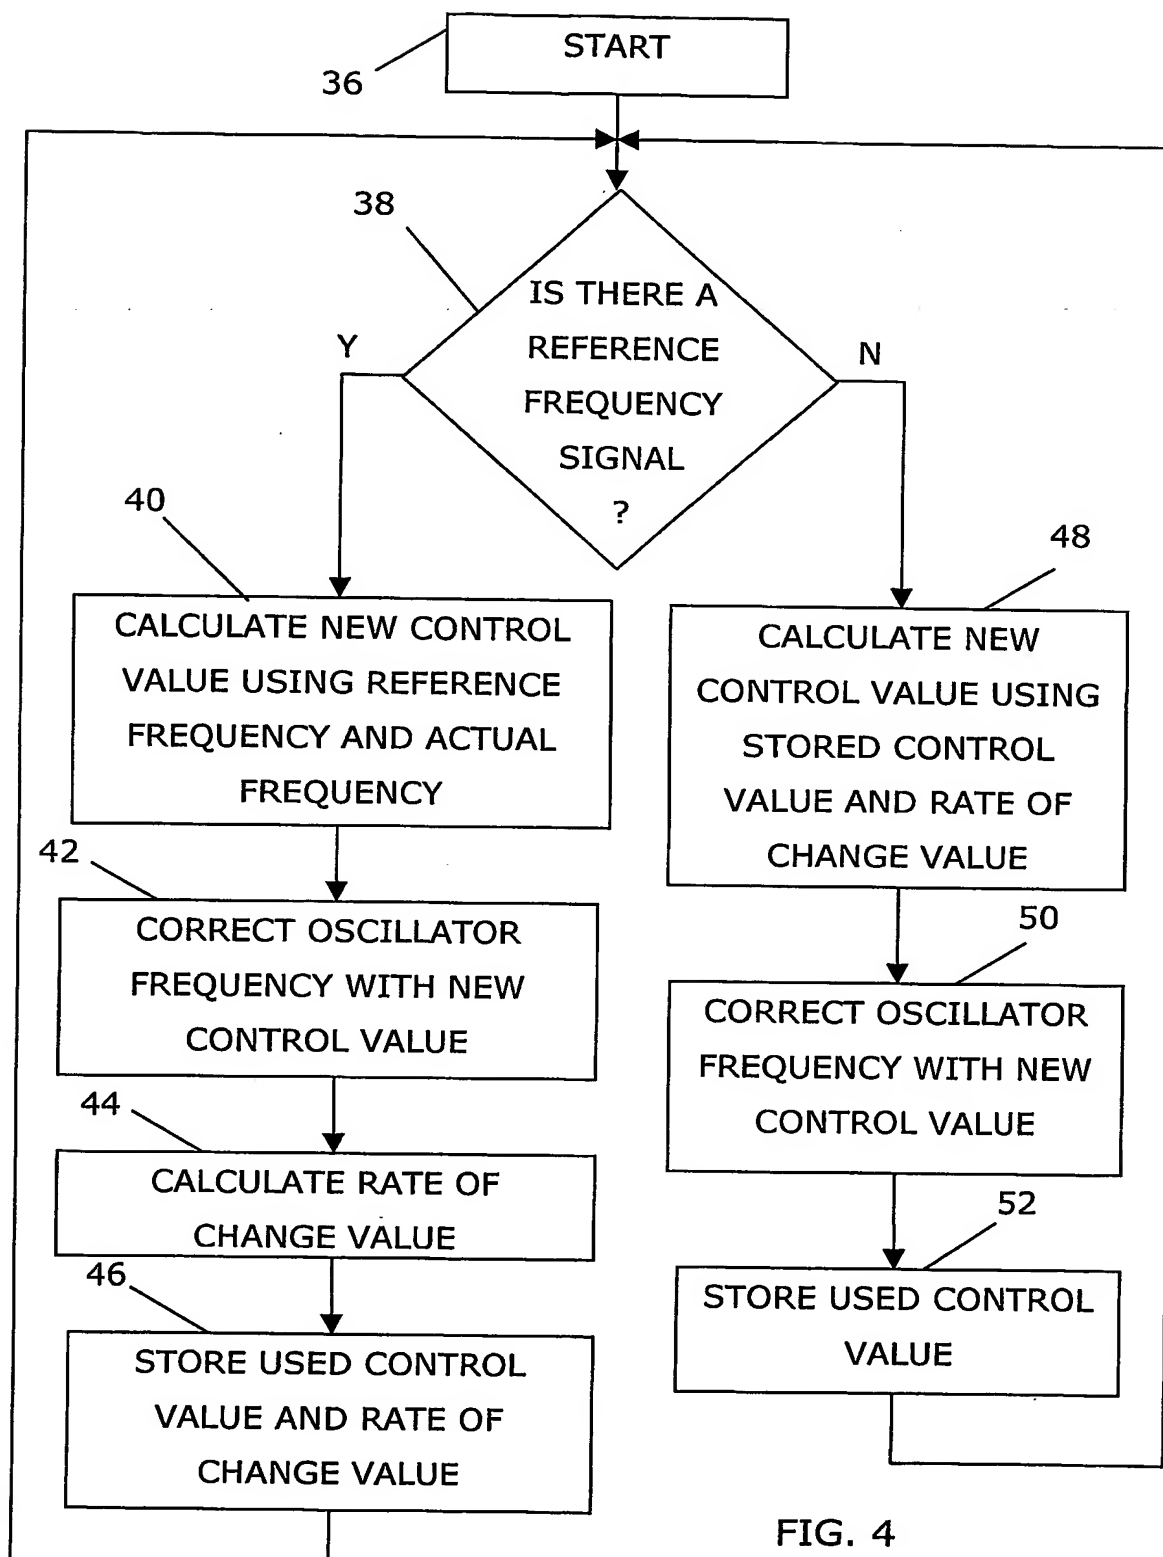 START
36
38
IS THERE A
REFERENCE
FREQUENCY
SIGNAL
?
Y
N
40
CALCULATE NEW CONTROL
VALUE USING REFERENCE
FREQUENCY AND ACTUAL
FREQUENCY
42
CORRECT OSCILLATOR
FREQUENCY WITH NEW
CONTROL VALUE
44
CALCULATE RATE OF
CHANGE VALUE
46
STORE USED CONTROL
VALUE AND RATE OF
CHANGE VALUE
48
CALCULATE NEW
CONTROL VALUE USING
STORED CONTROL
VALUE AND RATE OF
CHANGE VALUE
50
CORRECT OSCILLATOR
FREQUENCY WITH NEW
CONTROL VALUE
52
STORE USED CONTROL
VALUE
FIG. 4